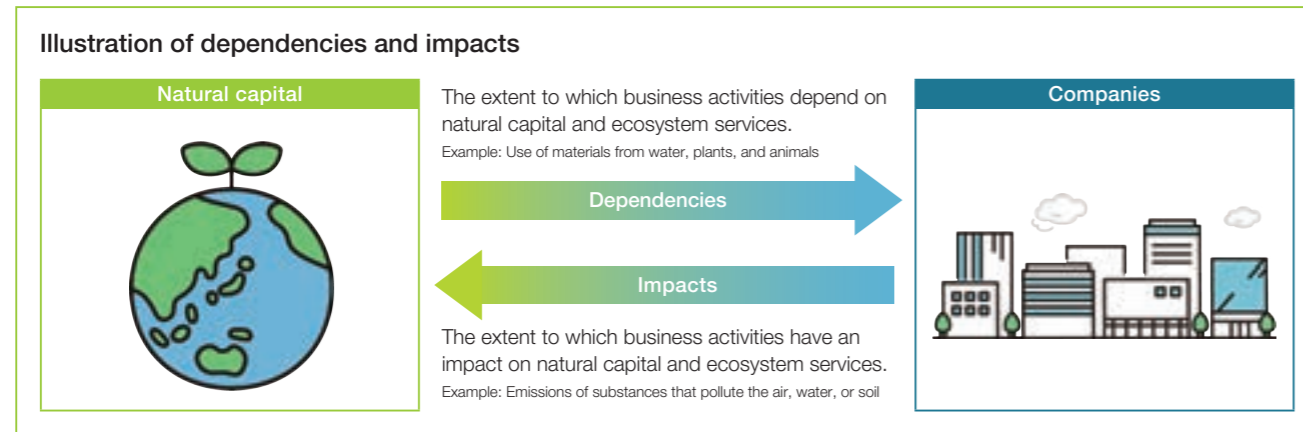 Illustration of dependencies and impacts
Natural capital
The extent to which business activities depend on
natural capital and ecosystem services.
Example: Use of materials from water, plants, and animals
Dependencies
Impacts
The extent to which business activities have an
impact on natural capital and ecosystem services.
Example: Emissions of substances that pollute the air, water, or soil
Companies